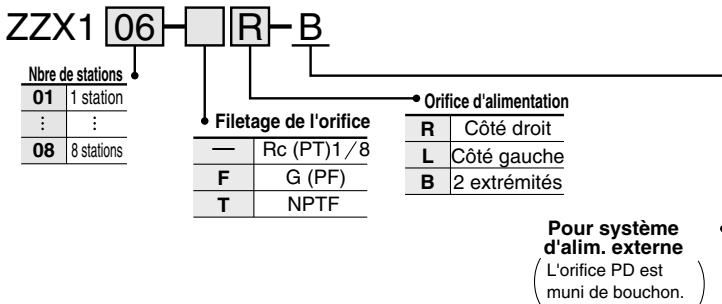 ZZX1 06-□ R-B
Nbre de stations
01 1 station
⋮ ⋮
08 8 stations
Filetage de l'orifice
— Rc (PT)1/8
F G (PF)
T NPTF
Orifice d'alimentation
R Côté droit
L Côté gauche
B 2 extrémités
Pour système
d'alim. externe
( L'orifice PD est
muni de bouchon. )